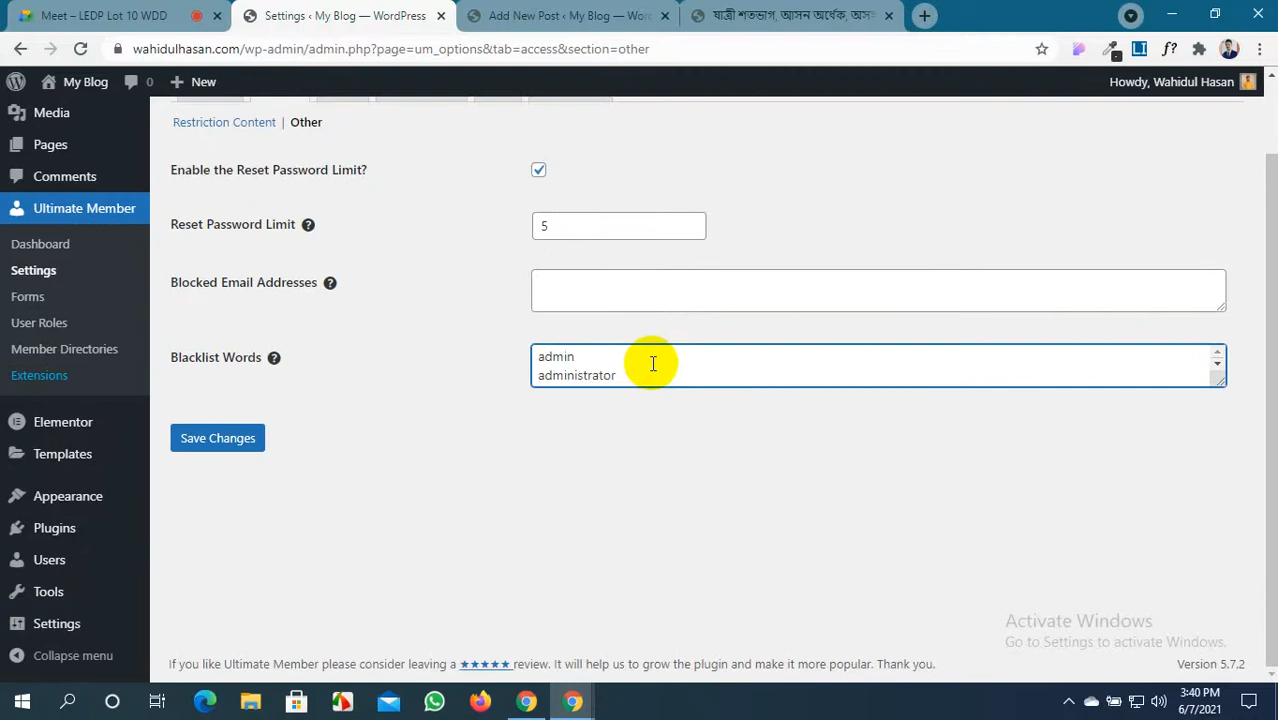 Meet – LEDP Lot 10 WDD
Settings ‹ My Blog — WordPress
Add New Post ‹ My Blog — Word
যাত্রী শতভাগ, আসন অর্ধেক, অসহ
wahidulhasan.com/wp-admin/admin.php?page=um_options&tab=access&section=other
My Blog
0
New
Howdy, Wahidul Hasan
Media
Pages
Comments
Ultimate Member
Dashboard
Settings
Forms
User Roles
Member Directories
Extensions
Elementor
Templates
Appearance
Plugins
Users
Tools
Settings
Collapse menu
Restriction Content | Other
Enable the Reset Password Limit?
Reset Password Limit ?
5
Blocked Email Addresses ?
Blacklist Words ?
admin
administrator
Save Changes
Activate Windows
Go to Settings to activate Windows.
If you like Ultimate Member please consider leaving a ★★★★★ review. It will help us to grow the plugin and make it more popular. Thank you.
Version 5.7.2
3:40 PM
6/7/2021